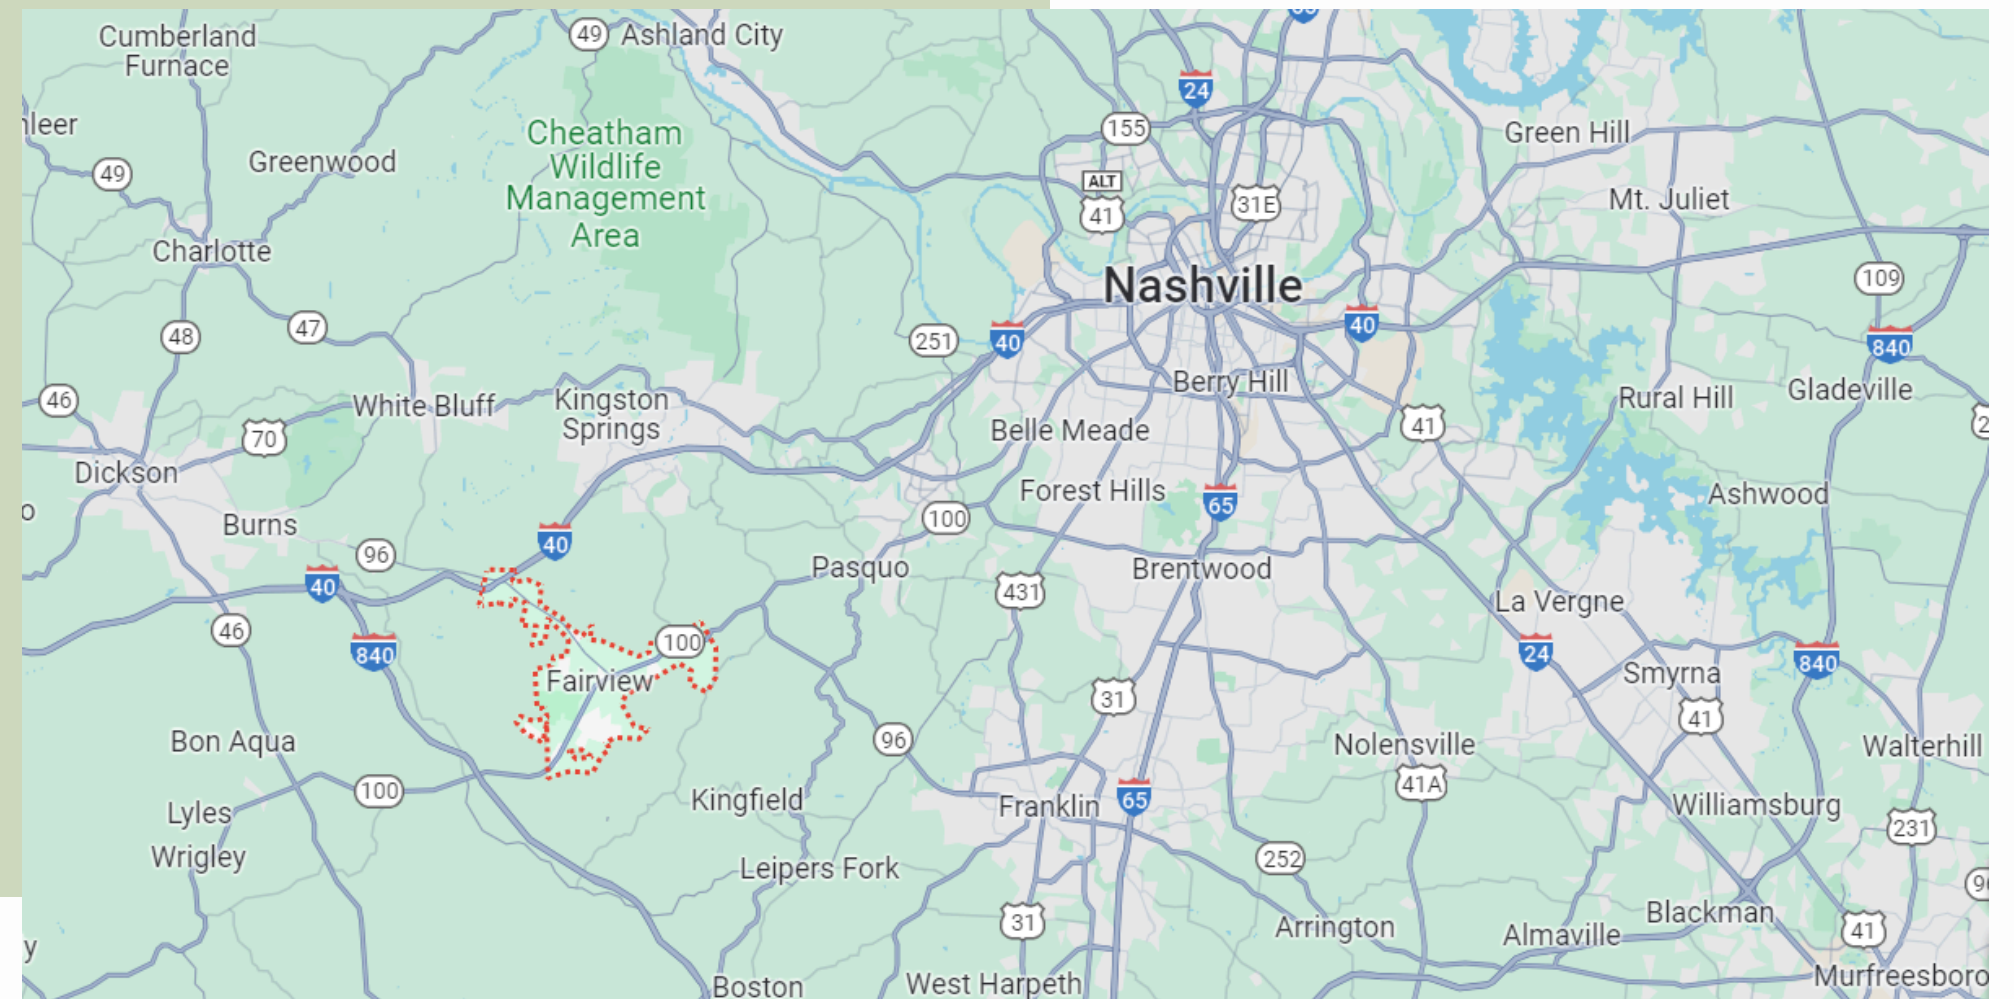 Cumberland
Furnace
49
Ashland City
24
155
Green Hill
Cheatham
Wildlife
Management
Area
Greenwood
49
ALT
41
31E
Mt. Juliet
Charlotte
109
Nashville
48
47
251
40
40
840
46
White Bluff
Kingston
Springs
Berry Hill
Rural Hill
Gladeville
70
Belle Meade
41
Dickson
Forest Hills
65
Ashwood
Burns
100
96
40
Pasquo
Brentwood
40
431
La Vergne
46
840
100
24
840
Fairview
Smyrna
31
41
Bon Aqua
96
Nolensville
Walterhill
100
Kingfield
Franklin
65
41A
Williamsburg
Lyles
231
Wrigley
Leipers Fork
252
31
Arrington
Almaville
Blackman
41
Boston
West Harpeth
Murfreesboro